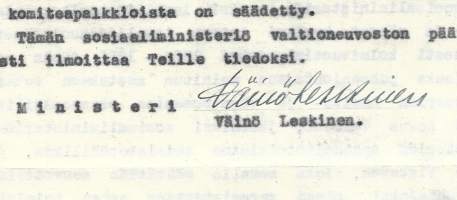 komiteapalkkioista on säädetty.
Tämän sosiaaliministeriö valtioneuvoston pää
sti ilmoittaa Teille tiedoksi.
Ministeri Väinö Leskinen
Väinö Leskinen.